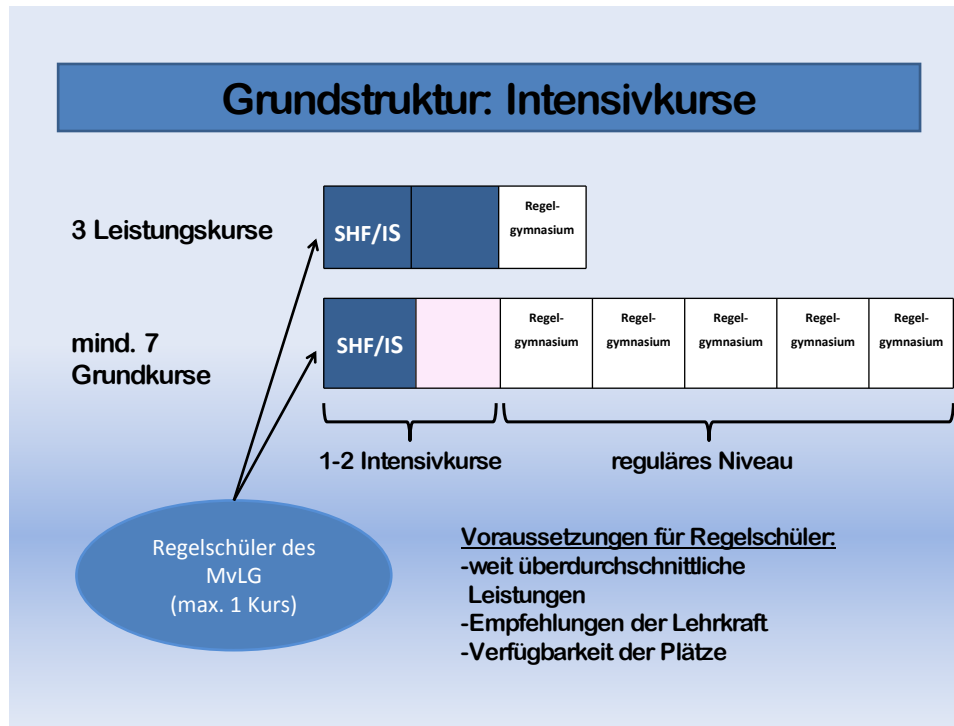 Grundstruktur: Intensivkurse
3 Leistungskurse
SHF/IS
Regel-
gymnasium
mind. 7
Grundkurse
SHF/IS
Regel-
gymnasium
Regel-
gymnasium
Regel-
gymnasium
Regel-
gymnasium
Regel-
gymnasium
1-2 Intensivkurse
reguläres Niveau
Regelschüler des
MvLG
(max. 1 Kurs)
Voraussetzungen für Regelschüler:
-weit überdurchschnittliche
Leistungen
-Empfehlungen der Lehrkraft
-Verfügbarkeit der Plätze